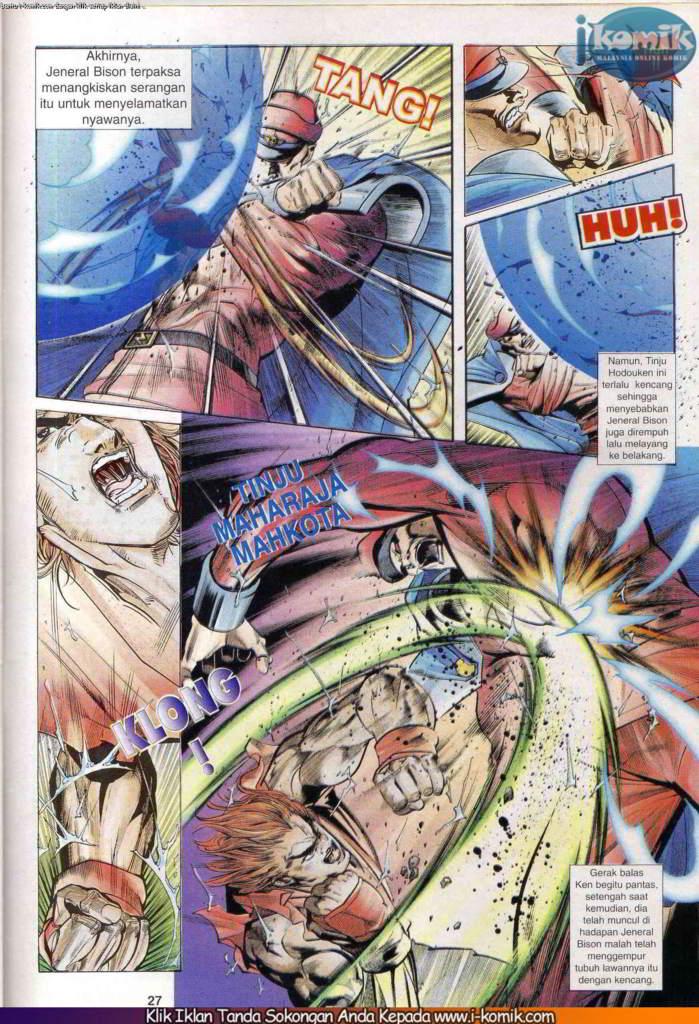 ikomik
MALAYSIA ONLINE KOMIK
Akhirnya,
Jeneral Bison terpaksa
menangkiskan serangan
itu untuk menyelamatkan
nyawanya.
TANG!
HUH!
Namun, Tinju
Hodouken ini
terlalu kencang
sehingga
menyebabkan
Jeneral Bison
juga dirempuh
lalu melayang
ke belakang.
TINJU
MAHARAJA
MAHKOTA
KLONG
!
Gerak balas
Ken begitu pantas,
setengah saat
kemudian, dia
telah muncul di
hadapan Jeneral
Bison malah telah
menggempur
tubuh lawannya itu
dengan kencang.
27
Klik Iklan Tanda Sokongan Anda Kepada www.i-komik.com